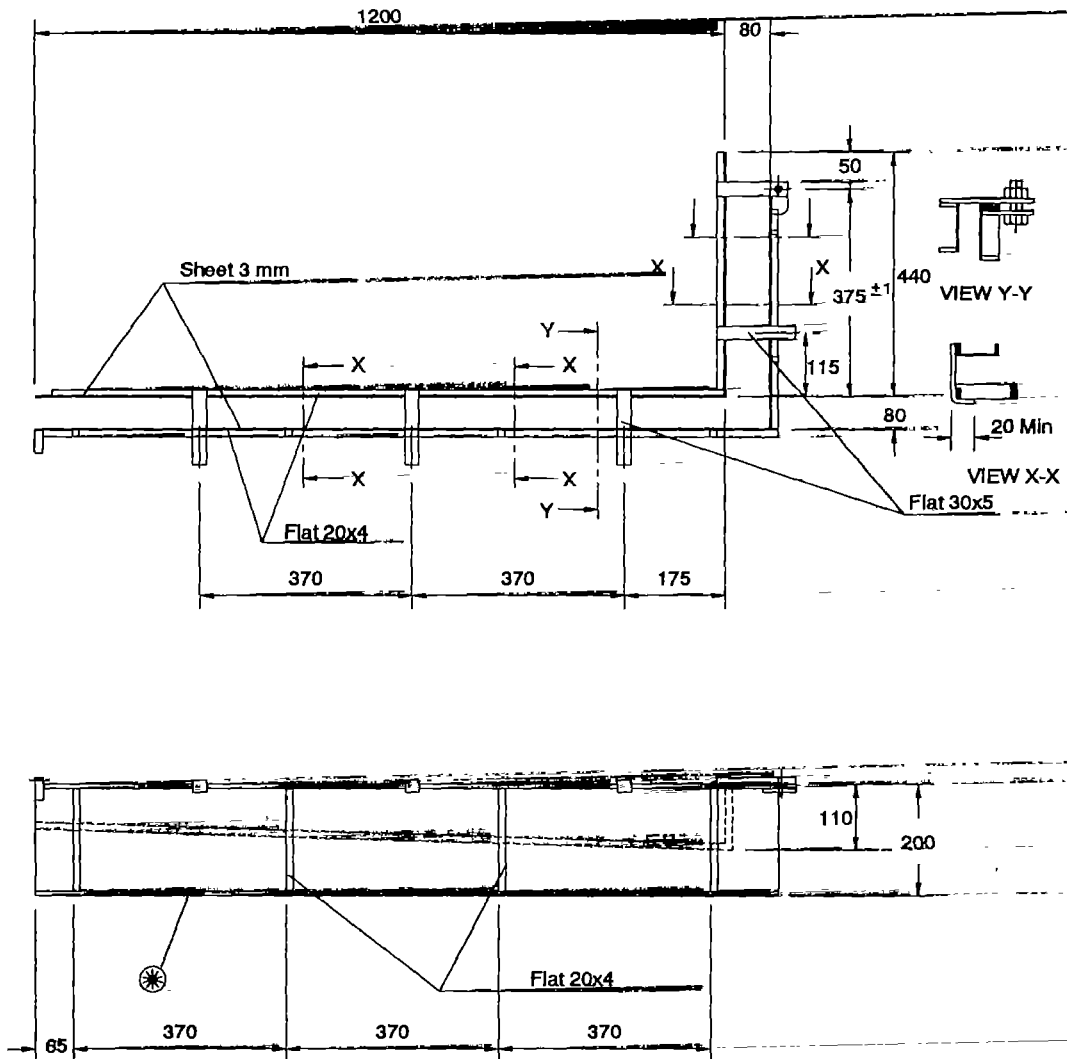 1200
80
50
Sheet 3 mm
X
X
375 ±1
440
VIEW Y-Y
Y
X
X
115
80
20 Min
X
X
Y
VIEW X-X
Flat 30x5
Flat 20x4
370
370
175
110
200
Flat 20x4
65
370
370
370